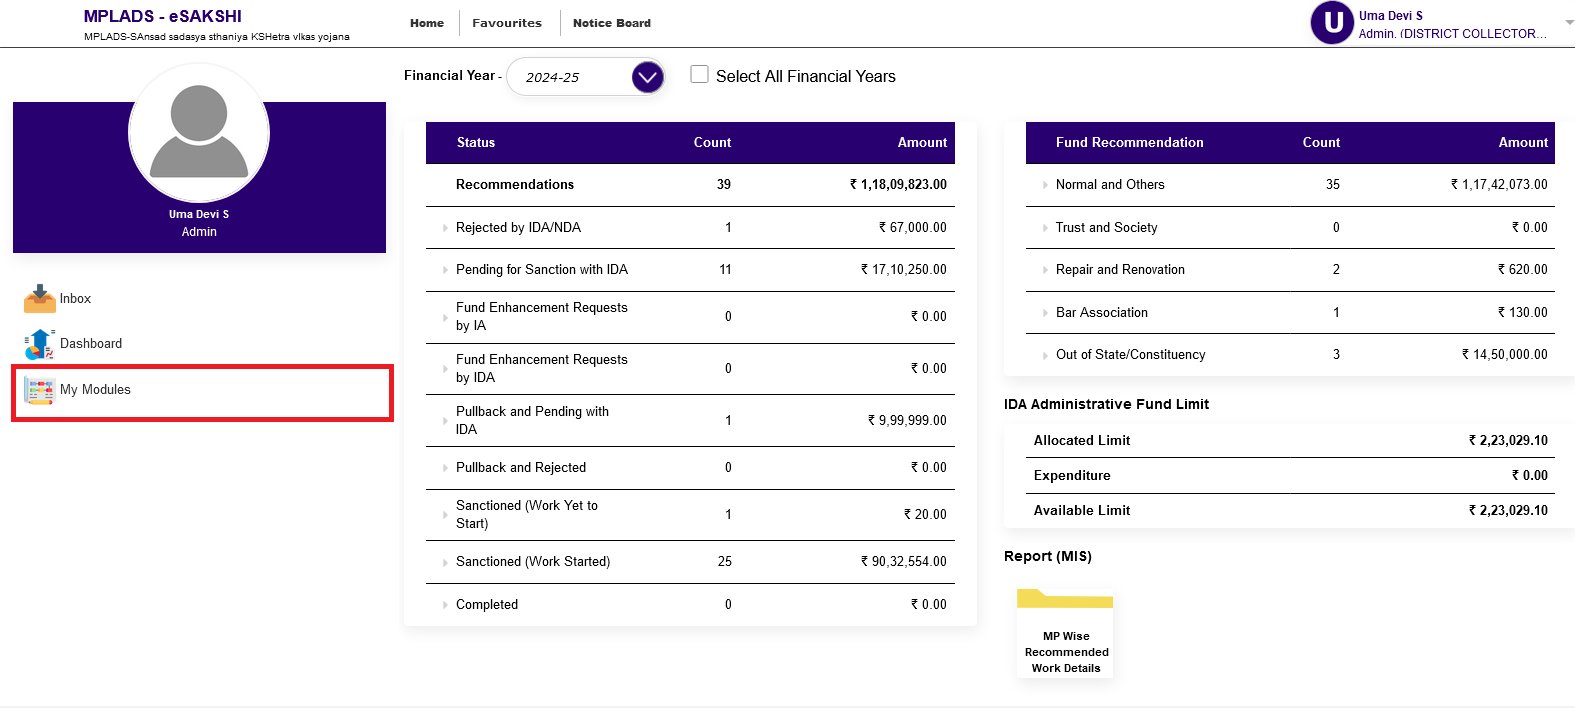 MPLADS - eSAKSHI
MPLADS-SAnsad sadasya sthaniya KSHetra vIkas yojana
Home
Favourites
Notice Board
U
Uma Devi S
Admin. (DISTRICT COLLECTOR...
Uma Devi S
Admin
Inbox
Dashboard
My Modules
Financial Year -
2024-25
Select All Financial Years
Status Count Amount
Recommendations 39 ₹ 1,18,09,823.00
Rejected by IDA/NDA 1 ₹ 67,000.00
Pending for Sanction with IDA 11 ₹ 17,10,250.00
Fund Enhancement Requests
by IA 0 ₹ 0.00
Fund Enhancement Requests
by IDA 0 ₹ 0.00
Pullback and Pending with
IDA 1 ₹ 9,99,999.00
Pullback and Rejected 0 ₹ 0.00
Sanctioned (Work Yet to
Start) 1 ₹ 20.00
Sanctioned (Work Started) 25 ₹ 90,32,554.00
Completed 0 ₹ 0.00
Fund Recommendation Count Amount
Normal and Others 35 ₹ 1,17,42,073.00
Trust and Society 0 ₹ 0.00
Repair and Renovation 2 ₹ 620.00
Bar Association 1 ₹ 130.00
Out of State/Constituency 3 ₹ 14,50,000.00
IDA Administrative Fund Limit
Allocated Limit ₹ 2,23,029.10
Expenditure ₹ 0.00
Available Limit ₹ 2,23,029.10
Report (MIS)
MP Wise
Recommended
Work Details